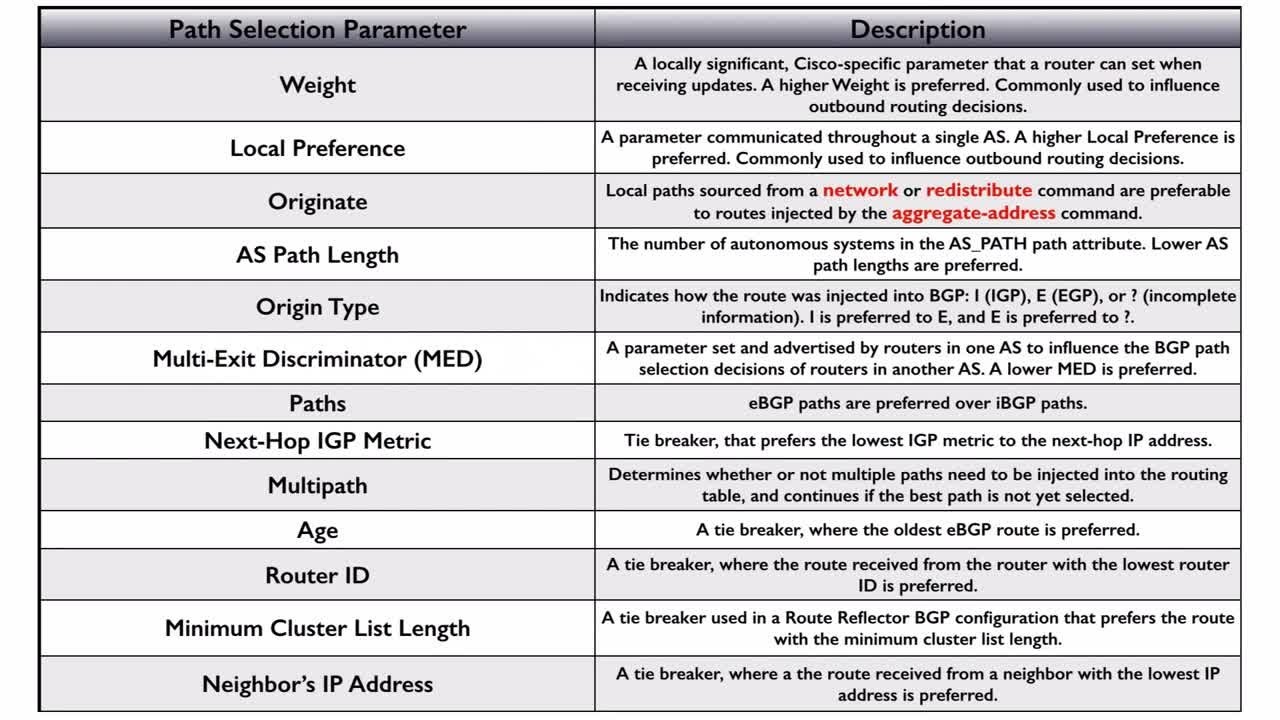 Path Selection Parameter
Description
Weight
A locally significant, Cisco-specific parameter that a router can set when
receiving updates. A higher Weight is preferred. Commonly used to influence
outbound routing decisions.
Local Preference
A parameter communicated throughout a single AS. A higher Local Preference is
preferred. Commonly used to influence outbound routing decisions.
Originate
Local paths sourced from a network or redistribute command are preferable
to routes injected by the aggregate-address command.
AS Path Length
The number of autonomous systems in the AS_PATH path attribute. Lower AS
path lengths are preferred.
Origin Type
Indicates how the route was injected into BGP: I (IGP), E (EGP), or ? (incomplete
information). I is preferred to E, and E is preferred to ?.
Multi-Exit Discriminator (MED)
A parameter set and advertised by routers in one AS to influence the BGP path
selection decisions of routers in another AS. A lower MED is preferred.
Paths
eBGP paths are preferred over iBGP paths.
Next-Hop IGP Metric
Tie breaker, that prefers the lowest IGP metric to the next-hop IP address.
Multipath
Determines whether or not multiple paths need to be injected into the routing
table, and continues if the best path is not yet selected.
Age
A tie breaker, where the oldest eBGP route is preferred.
Router ID
A tie breaker, where the route received from the router with the lowest router
ID is preferred.
Minimum Cluster List Length
A tie breaker used in a Route Reflector BGP configuration that prefers the route
with the minimum cluster list length.
Neighbor's IP Address
A tie breaker, where a the route received from a neighbor with the lowest IP
address is preferred.